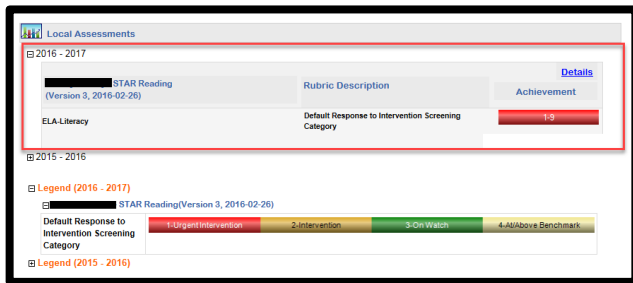 Local Assessments
2016 - 2017
Details
STAR Reading
(Version 3, 2016-02-26)
Rubric Description
Achievement
ELA-Literacy
Default Response to Intervention Screening
Category
1-9
2015 - 2016
Legend (2016 - 2017)
STAR Reading(Version 3, 2016-02-26)
Default Response to
Intervention Screening
Category
1-Urgent Intervention
2-Intervention
3-On Watch
4-At/Above Benchmark
Legend (2015 - 2016)